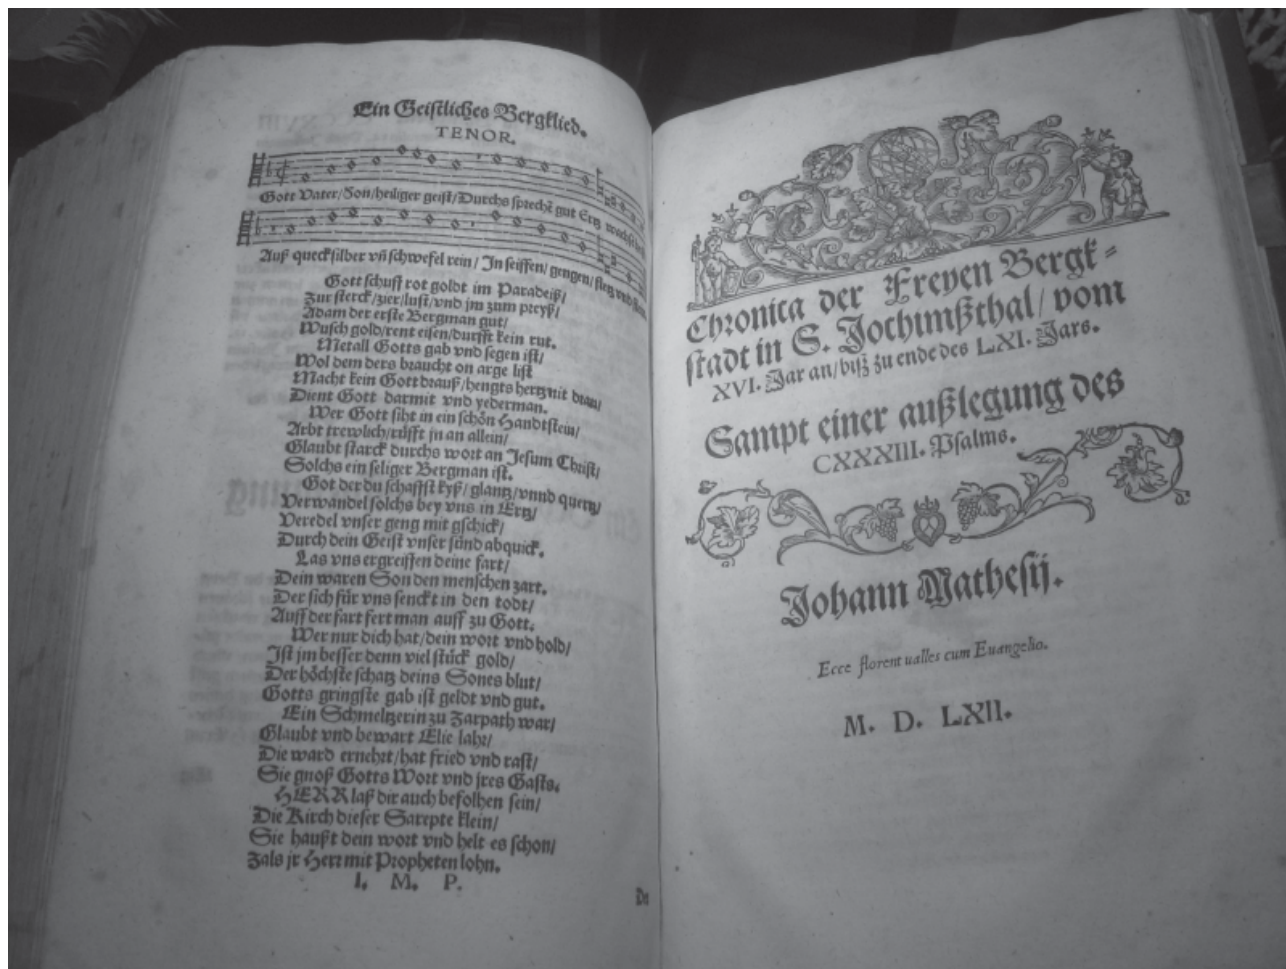 Ein Geistliches Bergklied.
TENOR.
Gott Vater/Son/heiliger geist/Durchs sprechē gut Ertz wechst
Auß quecksilber vñ schwefel rein/ In seiffen/ gengen/ fletz vnd
Gott schuff rot goldt im Paradeiß/
Zur sterck/zier/lust/vnd jm zum preyß/
Adam der erste Bergman gut/
Wusch gold/rent eisen/durfft kein rut.
Metall Gotts gab vnd segen ist/
Wol dem ders braucht on arge list
Macht kein Gott drauß/hengts hertz nit dran/
Dient Gott darmit vnd yederman.
Wer Gott siht in ein schön Handtstein/
Arbt trewlich/rüfft jn an allein/
Glaubt starck durchs wort an Jesum Christ/
Solchs ein seliger Bergman ist.
Got der du schaffst kyß/ glantz/vnnd quertz/
Verwandel solchs bey vns in Ertz/
Veredel vnser geng mit gschick/
Durch dein Geist vnser sünd abquick.
Las vns ergreiffen deine fart/
Dein waren Son den menschen zart.
Der sich für vns senckt in den todt/
Auff der fart fert man auff zu Gott.
Wer nur dich hat/dein wort vnd hold/
Ist jm besser denn viel stück gold/
Der höchste schatz deins Sones blut/
Gotts gringste gab ist geldt vnd gut.
Ein Schmeltzerin zu Zarpath war/
Glaubt vnd bewart Elie lahr/
Die ward ernehrt/hat fried vnd rast/
Sie gnoß Gotts Wort vnd jres Gasts.
HERR laß dir auch befolhen sein/
Die Kirch dieser Sarepte klein/
Sie haußt dein wort vnd helt es schon/
Zals jr Herr mit Propheten lohn.
I. M. P.
Chronica der Freyen Bergk=
stadt in S. Jochimßthal/ vom
XVI. Jar an/biß zu ende des LXI. Jars.
Sampt einer außlegung des
CXXXIII. Psalms.
Johann Mathesij.
Ecce florent ualles cum Euangelio.
M. D. LXII.